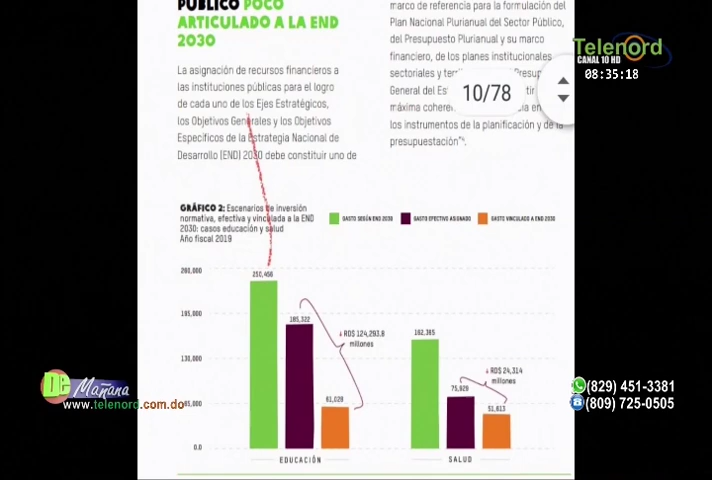 PÚBLICO POCO
ARTICULADO A LA END
2030
La asignación de recursos financieros a
las instituciones públicas para el logro
de cada uno de los Ejes Estratégicos,
los Objetivos Generales y los Objetivos
Específicos de la Estrategia Nacional de
Desarrollo (END) 2030 debe constituir uno de
marco de referencia para la formulación del
Plan Nacional Plurianual del Sector Público,
del Presupuesto Plurianual y su marco
financiero, de los planes institucionales
sectoriales y
General del
máxima
los instrumentos de la planificación y de la
presupuestación"⁴.
10/78
Telenord
CANAL 10 HD
08:35:18
GRÁFICO 2: Escenarios de inversión
normativa, efectiva y vinculada a la END
2030: casos educación y salud
Año fiscal 2019
GASTO SEGÚN END 2030
GASTO EFECTIVO ASIGNADO
GASTO VINCULADO A END 2030
260,000
195,000
130,000
65,000
0.0
250,456
185,322
61,028
↓ RD$ 124,293.8
millones
162,385
75,929
51,613
↓ RD$ 24,314
millones
EDUCACIÓN
SALUD
De Mañana
www.telenord.com.do
(829) 451-3381
(809) 725-0505